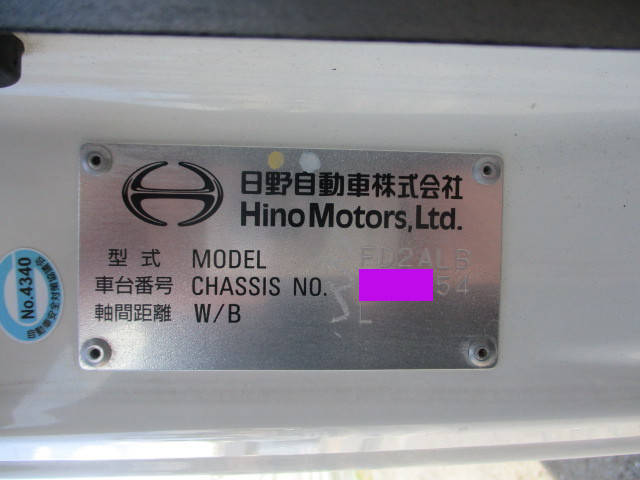 日野自動車株式会社
Hino Motors, Ltd.
型式 MODEL FD2ALB
車台番号 CHASSIS NO. 54
軸間距離 W/B L
No.4340